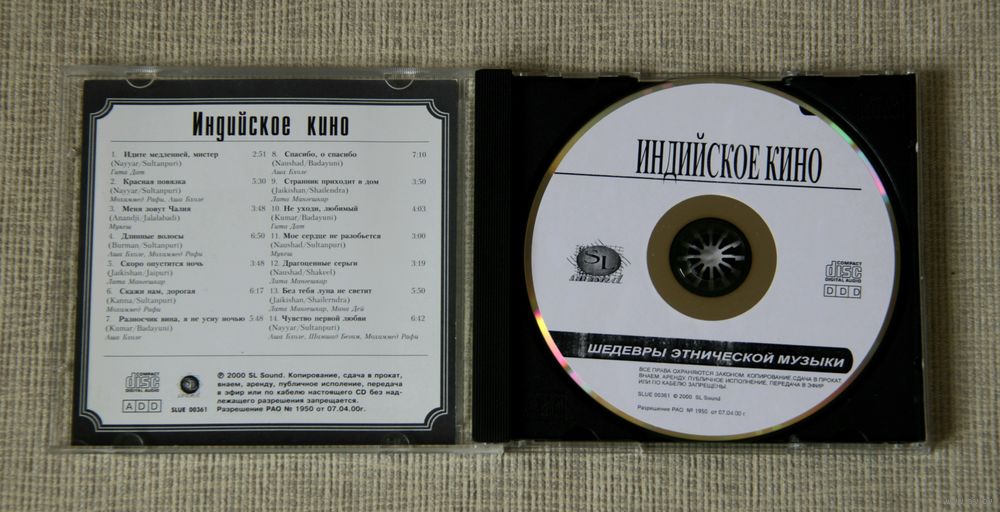 Индийское кино
1. Идите медленней, мистер 2:51
(Nayyar/Sultanpuri)
Гита Дат
2. Красная повязка 5:30
(Nayyar/Sultanpuri)
Мохаммед Рафи, Аша Бхоле
3. Меня зовут Чалия 3:48
(Anandji/Jalalabadi)
Мукеш
4. Длинные волосы 6:50
(Burman/Sultanpuri)
Аша Бхоле, Мохаммед Рафи
5. Скоро опустится ночь 3:48
(Jaikishan/Jaipuri)
Лата Мангешкар
6. Скажи нам, дорогая 6:17
(Kanna/Sultanpuri)
Мохаммед Рафи
7. Разносчик вина, я не усну ночью 5:48
(Kumar/Badayuni)
Аша Бхоле
8. Спасибо, о спасибо 7:10
(Naushad/Badayuni)
Аша Бхоле
9. Странник приходит в дом 3:50
(Jaikishan/Shailendra)
Лата Мангешкар
10. Не уходи, любимый 4:03
(Kumar/Badayuni)
Гита Дат
11. Мое сердце не разобьется 3:00
(Naushad/Sultanpuri)
Мукеш
12. Драгоценные серьги 3:19
(Naushad/Shakeel)
Лата Мангешкар
13. Без тебя луна не светит 5:50
(Jaikishan/Shailerndra)
Лата Мангешкар, Мана Дей
14. Чувство первой любви 6:42
(Nayyar/Sultanpuri)
Аша Бхоле, Шамшад Бегим, Мохаммед Рафи
COMPACT
disc
DIGITAL AUDIO
ADD
SL
SLUE 00361
℗ 2000 SL Sound. Копирование, сдача в прокат,
внаем, аренду, публичное исполение, передача
в эфир или по кабелю настоящего CD без над-
лежащего разрешения запрещается.
Разрешение РАО № 1950 от 07.04.00г.
ИНДИЙСКОЕ КИНО
SL
COMPACT
disc
DIGITAL AUDIO
DDD
ШЕДЕВРЫ ЭТНИЧЕСКОЙ МУЗЫКИ
ВСЕ ПРАВА ОХРАНЯЮТСЯ ЗАКОНОМ. КОПИРОВАНИЕ, СДАЧА В ПРОКАТ
ВНАЕМ, АРЕНДУ, ПУБЛИЧНОЕ ИСПОЛНЕНИЕ, ПЕРЕДАЧА В ЭФИР
ИЛИ ПО КАБЕЛЮ ЗАПРЕЩЕНЫ.
SLUE 00361 ©2000 SL Sound
Разрешение РАО № 1950 от 07.04.00 г.